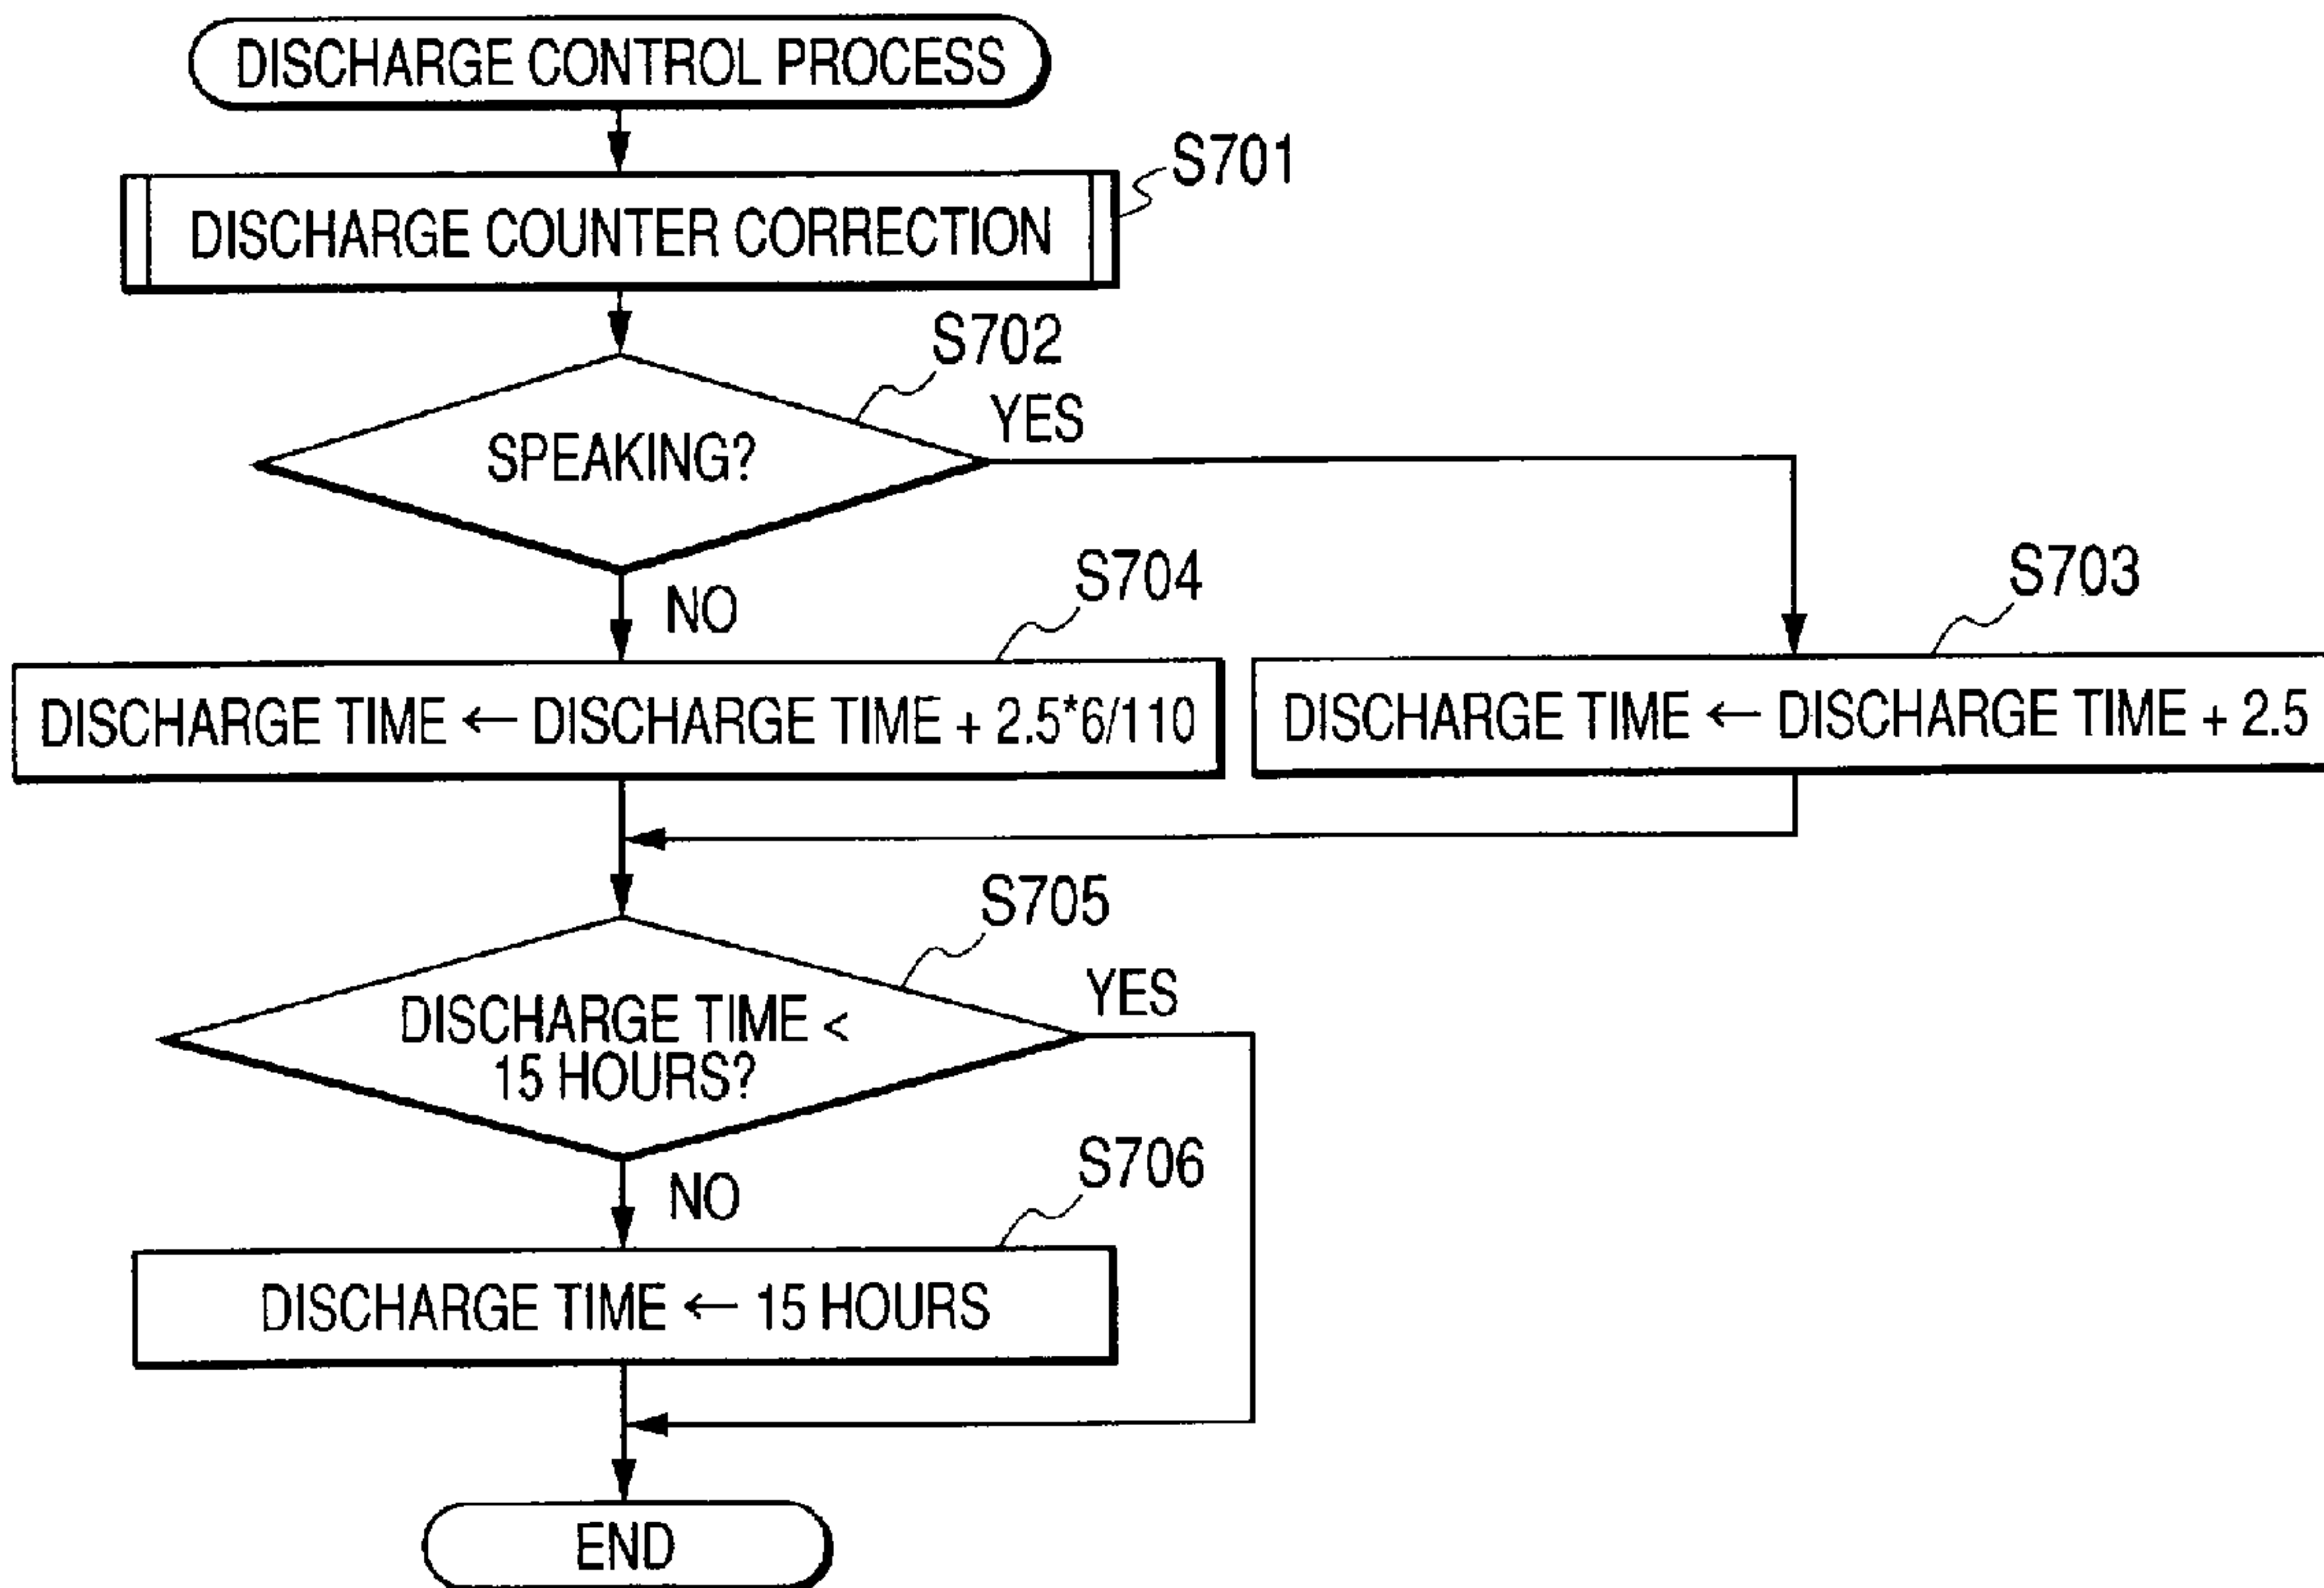 DISCHARGE CONTROL PROCESS
S701
DISCHARGE COUNTER CORRECTION
S702
YES
SPEAKING?
NO
S704
S703
DISCHARGE TIME ← DISCHARGE TIME + 2.5*6/110
DISCHARGE TIME ← DISCHARGE TIME + 2.5
S705
YES
DISCHARGE TIME <
15 HOURS?
NO
S706
DISCHARGE TIME ← 15 HOURS
END